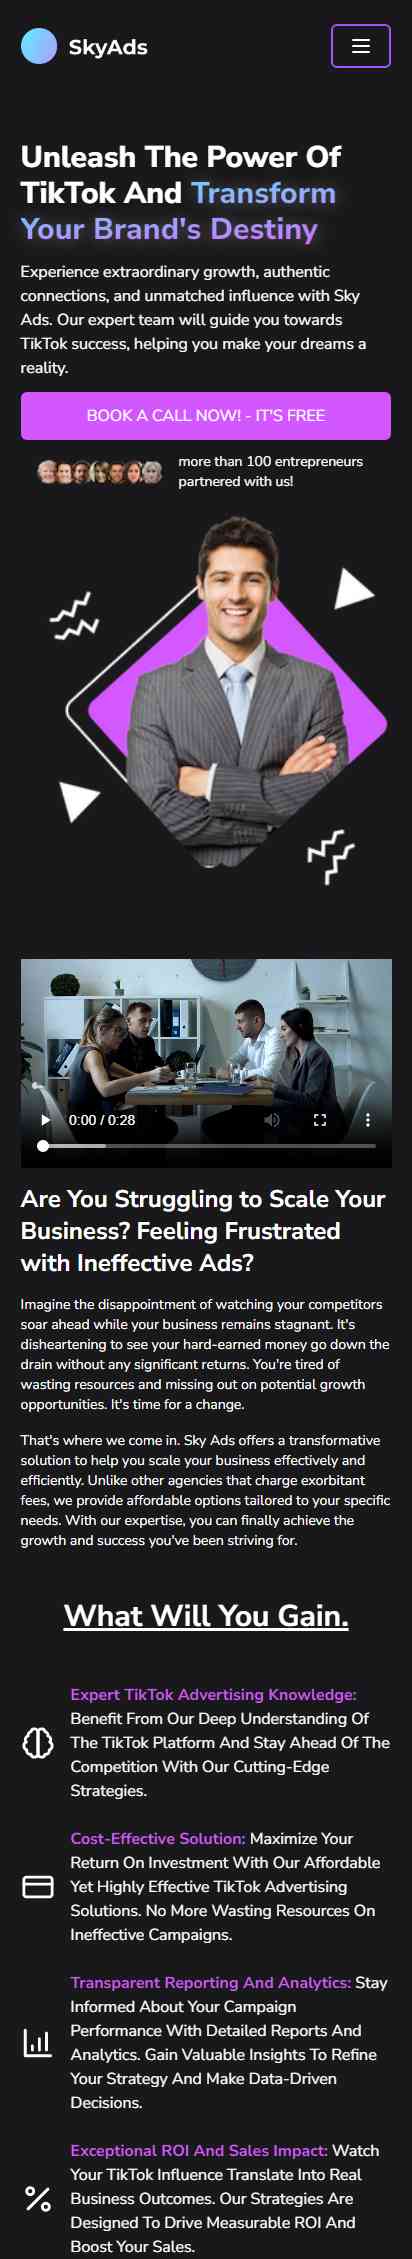 SkyAds
Unleash The Power Of
TikTok And Transform
Your Brand's Destiny
Experience extraordinary growth, authentic
connections, and unmatched influence with Sky
Ads. Our expert team will guide you towards
TikTok success, helping you make your dreams a
reality.
BOOK A CALL NOW! - IT'S FREE
more than 100 entrepreneurs
partnered with us!
0:00 / 0:28
Are You Struggling to Scale Your
Business? Feeling Frustrated
with Ineffective Ads?
Imagine the disappointment of watching your competitors
soar ahead while your business remains stagnant. It's
disheartening to see your hard-earned money go down the
drain without any significant returns. You're tired of
wasting resources and missing out on potential growth
opportunities. It's time for a change.
That's where we come in. Sky Ads offers a transformative
solution to help you scale your business effectively and
efficiently. Unlike other agencies that charge exorbitant
fees, we provide affordable options tailored to your specific
needs. With our expertise, you can finally achieve the
growth and success you've been striving for.
What Will You Gain.
Expert TikTok Advertising Knowledge:
Benefit From Our Deep Understanding Of
The TikTok Platform And Stay Ahead Of The
Competition With Our Cutting-Edge
Strategies.
Cost-Effective Solution: Maximize Your
Return On Investment With Our Affordable
Yet Highly Effective TikTok Advertising
Solutions. No More Wasting Resources On
Ineffective Campaigns.
Transparent Reporting And Analytics: Stay
Informed About Your Campaign
Performance With Detailed Reports And
Analytics. Gain Valuable Insights To Refine
Your Strategy And Make Data-Driven
Decisions.
Exceptional ROI And Sales Impact: Watch
Your TikTok Influence Translate Into Real
Business Outcomes. Our Strategies Are
Designed To Drive Measurable ROI And
Boost Your Sales.